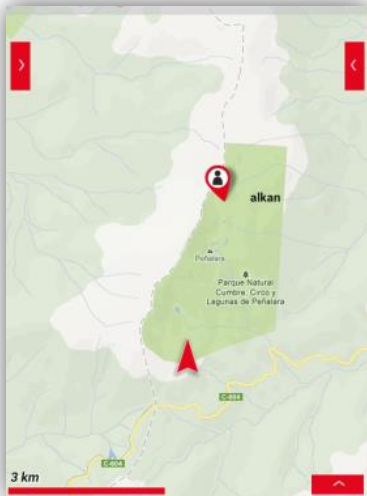 alkan
Peñalara
Parque Natural
Cumbre, Circo y
Lagunas de Peñalara
C-604
C-604
3 km